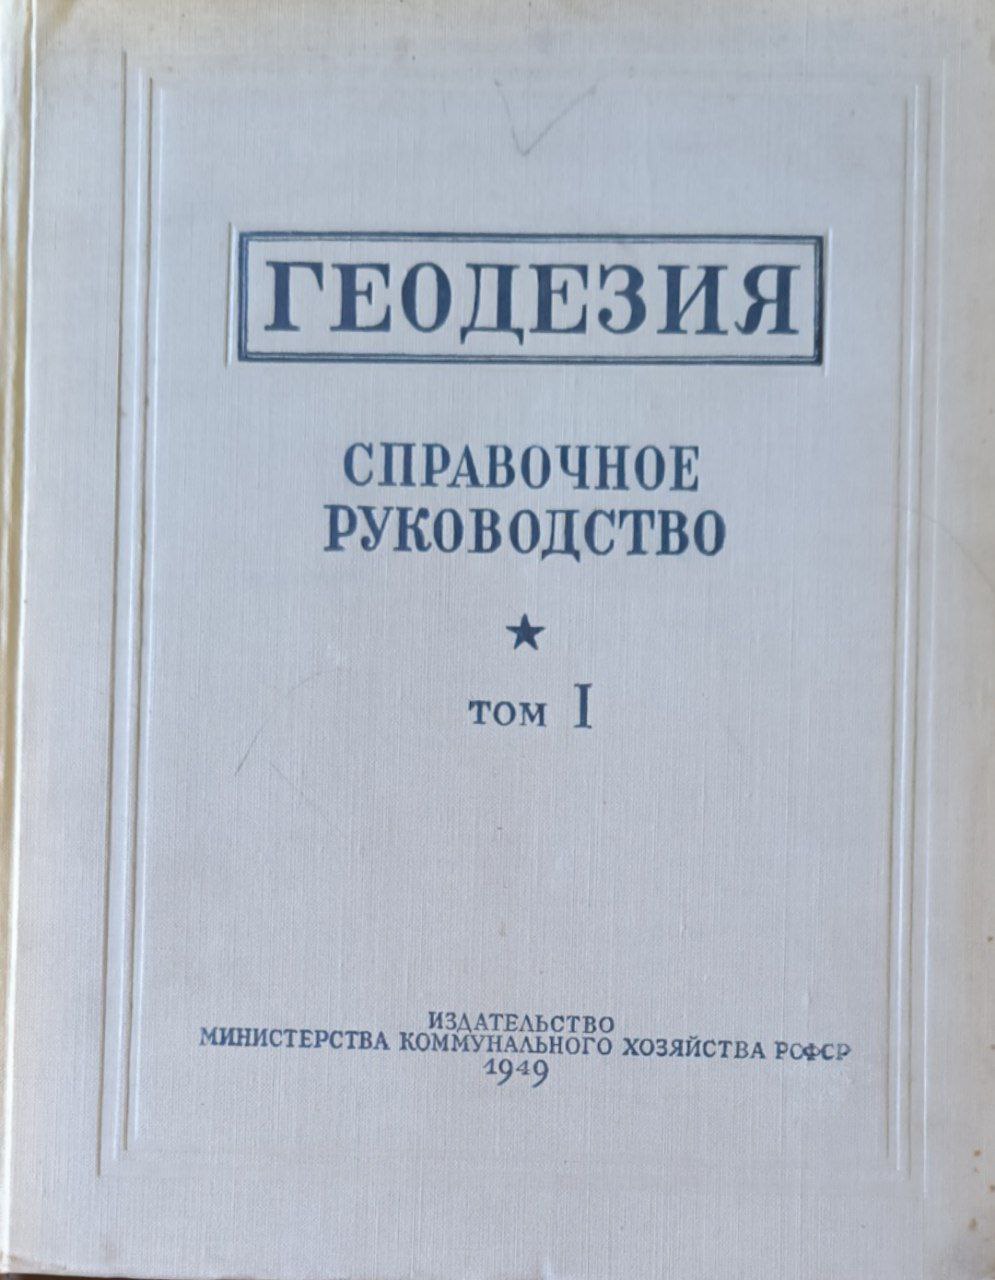 ГЕОДЕЗИЯ
СПРАВОЧНОЕ
РУКОВОДСТВО
ТОМ I
ИЗДАТЕЛЬСТВО
МИНИСТЕРСТВА КОММУНАЛЬНОГО ХОЗЯЙСТВА РСФСР
1949